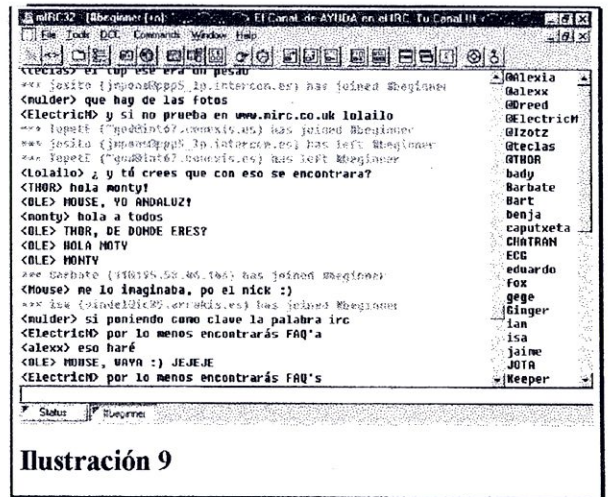 mIRC32 - [#beginner [+tn]: > El Canal de AYUDA en el IRC. Tu Canal!!!
File Tools DCC Commands Window Help
<teclas> el tup ese era un pesao
*** josito has joined #beginner
<mulder> que hay de las fotos
<ElectricM> y si no prueba en www.mirc.co.uk lolailo
*** has joined #beginner
*** josito has left #beginner
*** has left #beginner
<Lolailo> ¿ y tú crees que con eso se encontrara?
<THOR> hola monty!
<OLE> MOUSE, YO ANDALUZ!
<monty> hola a todos
<OLE> THOR, DE DONDE ERES?
<OLE> HOLA MOTY
<OLE> MONTY
*** Barbate has joined #beginner
<Mouse> me lo imaginaba, po el nick :)
*** isa has joined #beginner
<mulder> si poniendo como clave la palabra irc
<ElectricM> por lo menos encontrarás FAQ'a
<alexx> eso haré
<OLE> MOUSE, VAYA :) JEJEJE
<ElectricM> por lo menos encontrarás FAQ's
@Alexia
@alexx
@Dreed
@ElectricM
@Izotz
@teclas
@THOR
bady
Barbate
Bart
benja
caputxeta
CHATRAN
ECG
eduardo
fox
gege
Ginger
ian
isa
jaime
JOTA
Keeper
Status #beginner
Ilustración 9